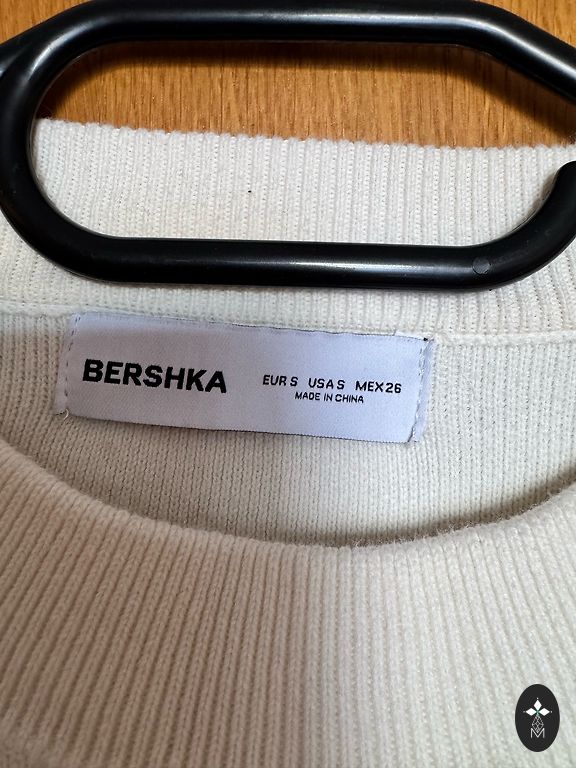 BERSHKA
EUR S USA S MEX 26
MADE IN CHINA
M